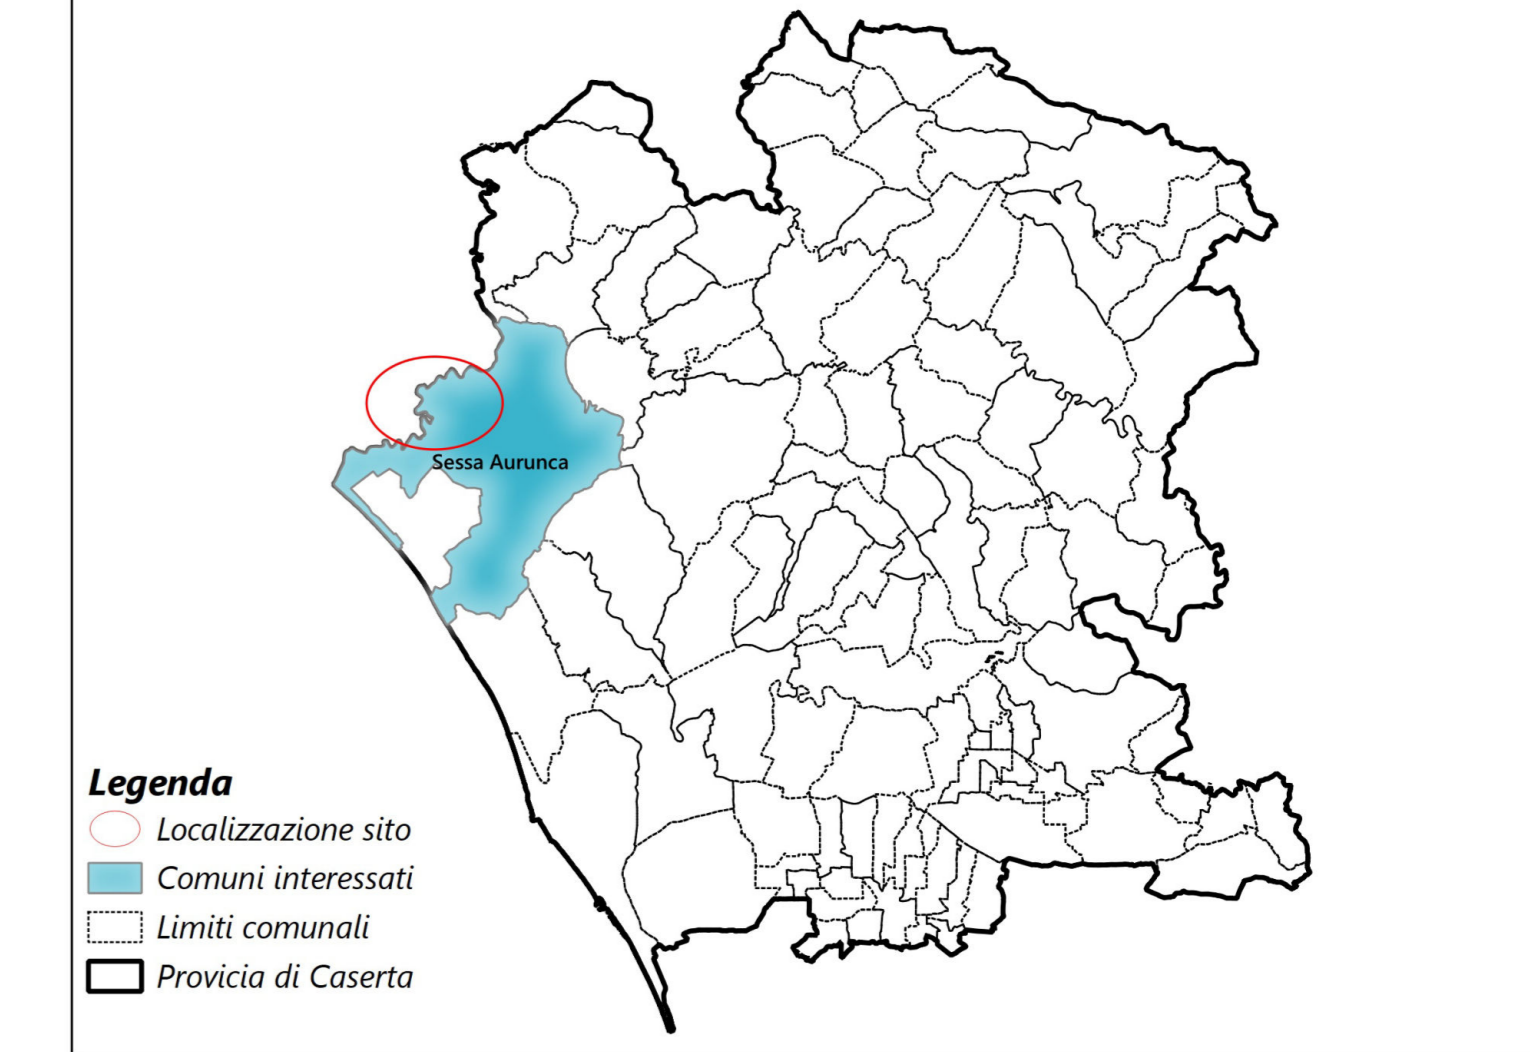 Sessa Aurunca
Legenda
Localizzazione sito
Comuni interessati
Limiti comunali
Provicia di Caserta